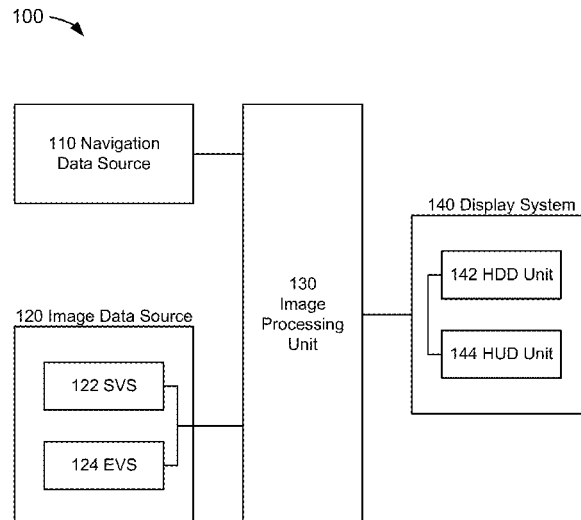 100
110 Navigation
Data Source
120 Image Data Source
122 SVS
124 EVS
130
Image
Processing
Unit
140 Display System
142 HDD Unit
144 HUD Unit